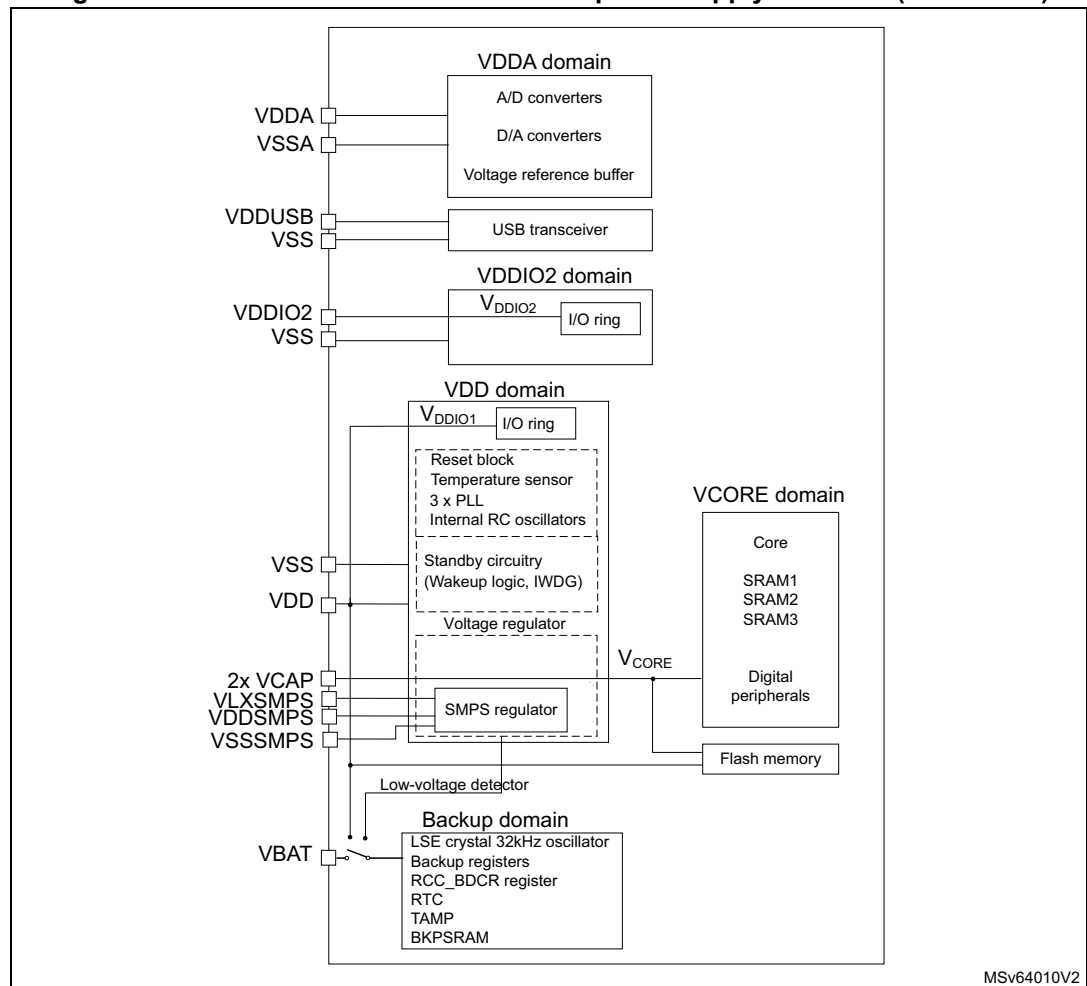 VDDA domain
A/D converters
VDDA
D/A converters
VSSA
Voltage reference buffer
VDDUSB
USB transceiver
VSS
VDDIO2 domain
VDDIO2
VDDIO2
I/O ring
VSS
VDD domain
VDDIO1
I/O ring
Reset block
Temperature sensor
3 x PLL
Internal RC oscillators
VCORE domain
Core
VSS
Standby circuitry
(Wakeup logic, IWDG)
SRAM1
SRAM2
SRAM3
VDD
Voltage regulator
VCORE
Digital
peripherals
2x VCAP
VLXSMPS
VDDSMPS
VSSSMPS
SMPS regulator
Flash memory
Low-voltage detector
Backup domain
VBAT
LSE crystal 32kHz oscillator
Backup registers
RCC_BDCR register
RTC
TAMP
BKPSRAM
MSv64010V2